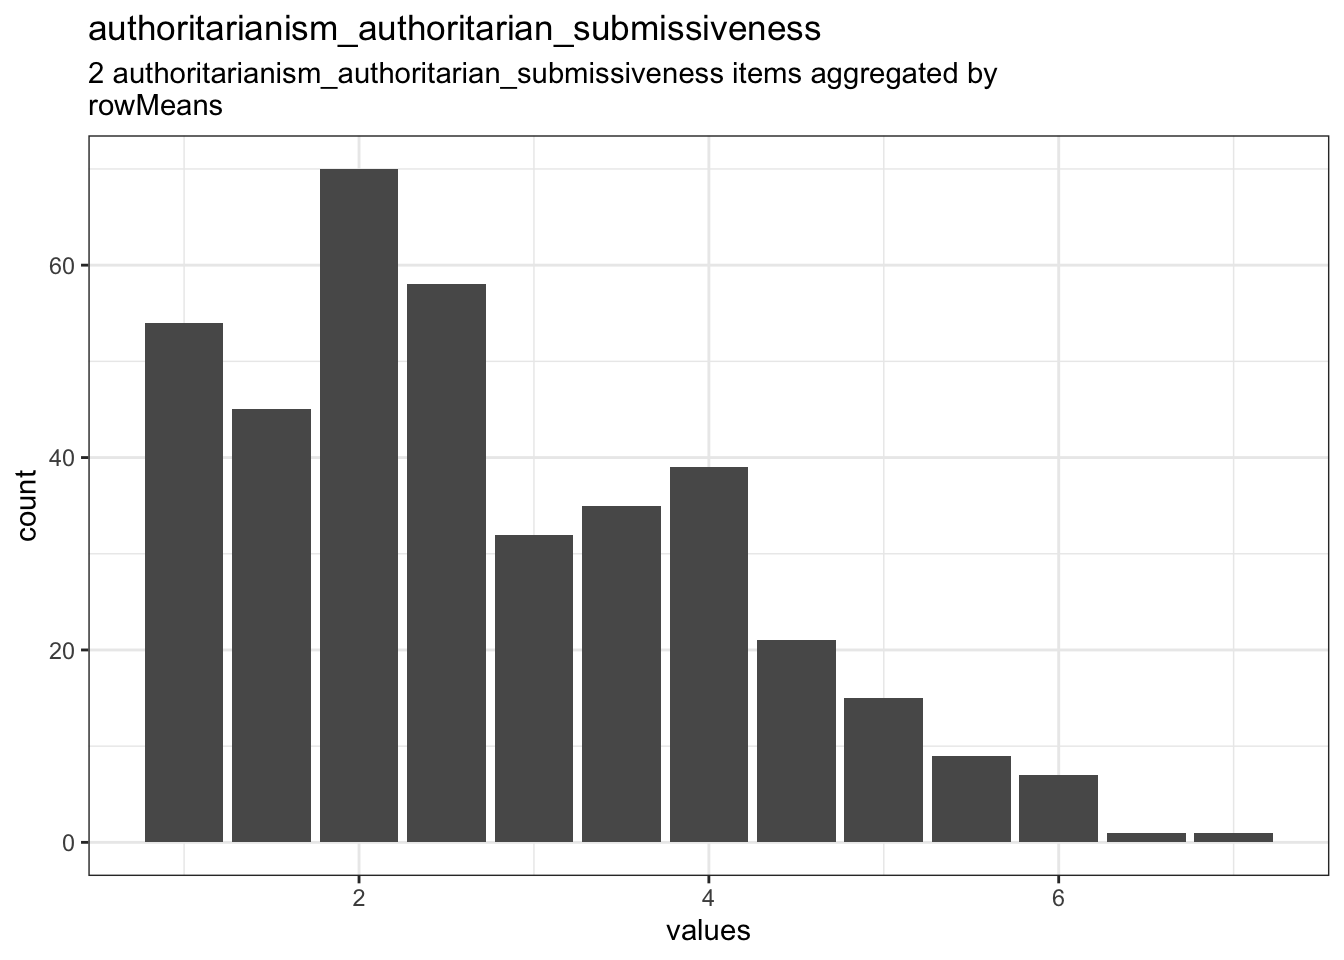 authoritarianism_authoritarian_submissiveness
2 authoritarianism_authoritarian_submissiveness items aggregated by
rowMeans
60
40
20
0
count
2
4
6
values